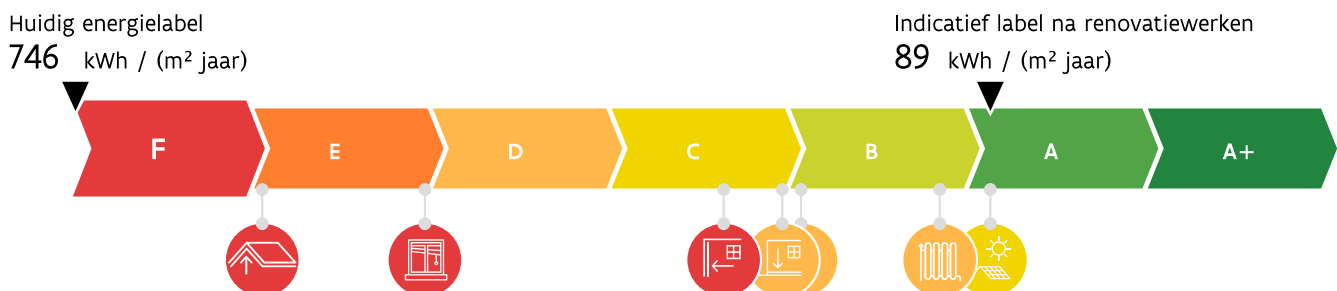 Huidig energielabel
746 kWh / (m² jaar)
Indicatief label na renovatiewerken
89 kWh / (m² jaar)
F E D C B A A+